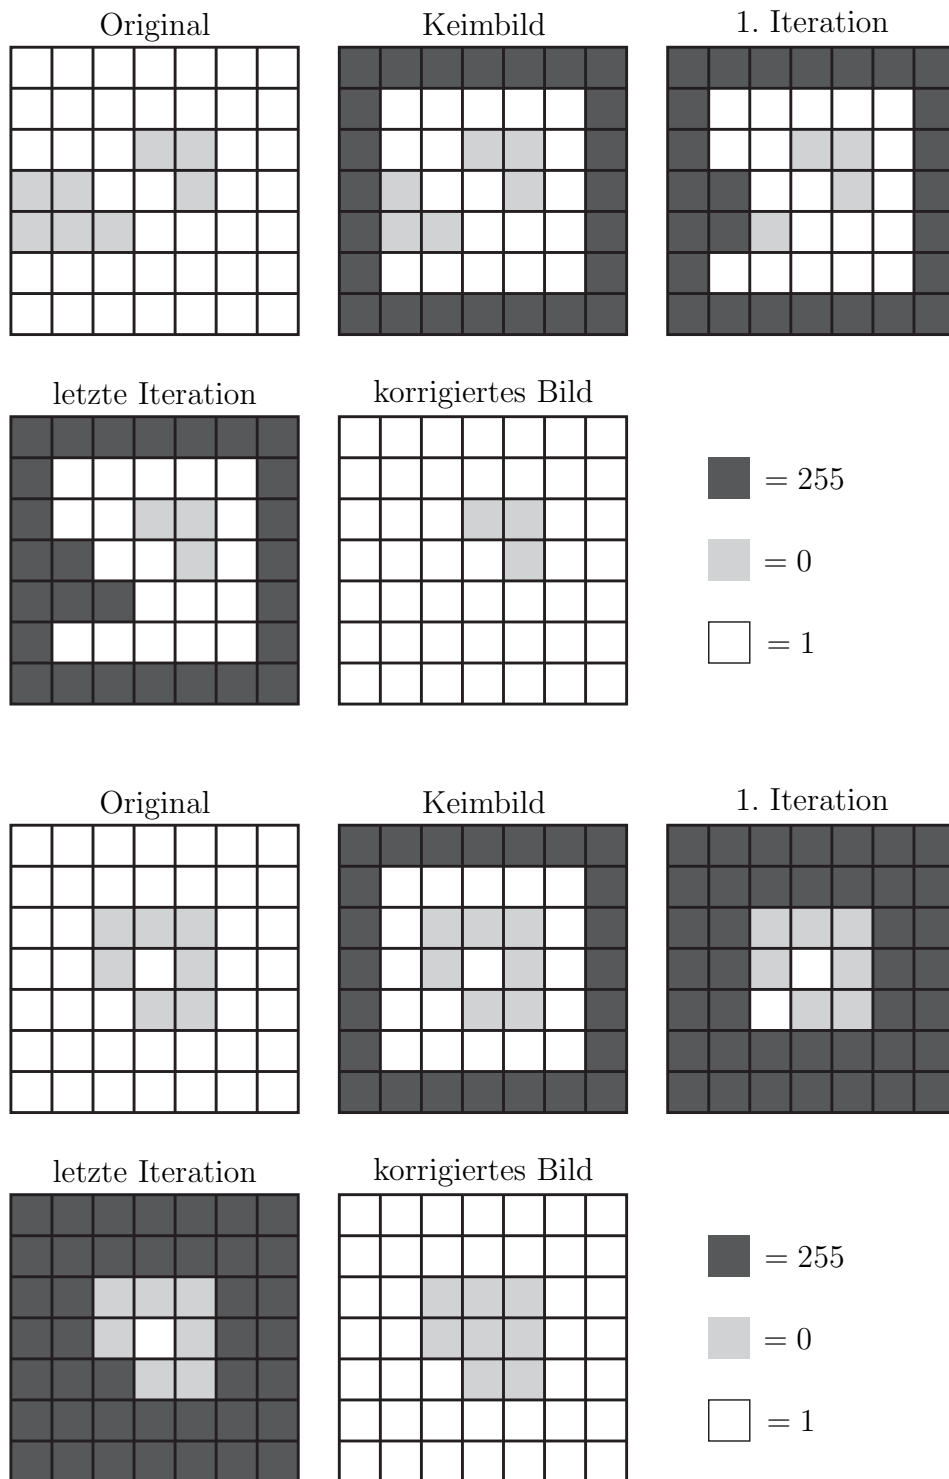 Original Keimbild 1. Iteration
letzte Iteration korrigiertes Bild
= 255
= 0
= 1
Original Keimbild 1. Iteration
letzte Iteration korrigiertes Bild
= 255
= 0
= 1